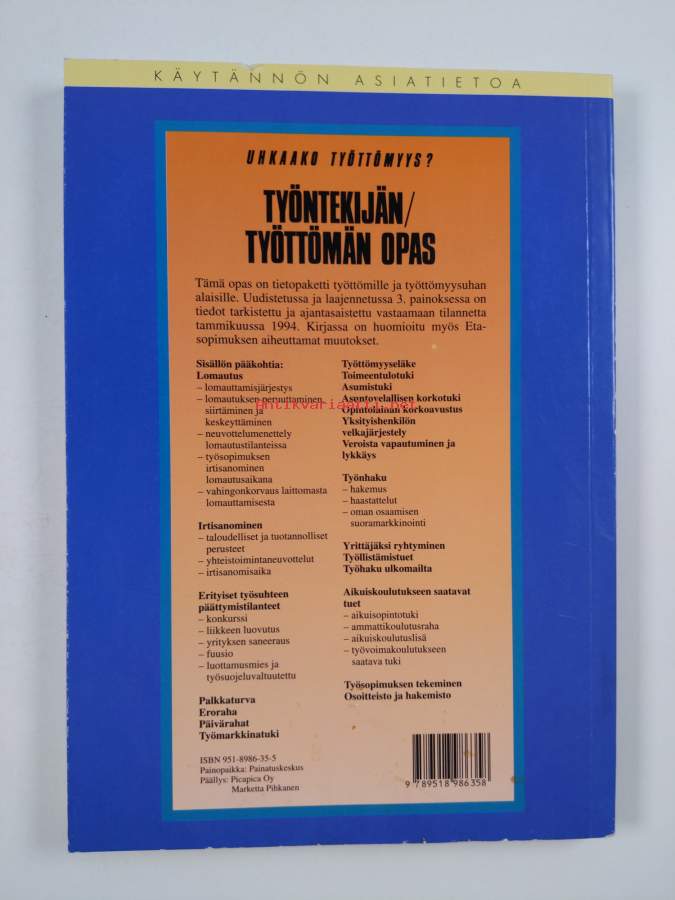 KÄYTÄNNÖN ASIATIETOA
UHKAAKO TYÖTTÖMYYS?
TYÖNTEKIJÄN/
TYÖTTÖMÄN OPAS
Tämä opas on tietopaketti työttömille ja työttömyysuhan
alaisille. Uudistetussa ja laajennetussa 3. painoksessa on
tiedot tarkistettu ja ajantasaistettu vastaamaan tilannetta
tammikuussa 1994. Kirjassa on huomioitu myös Eta-
sopimuksen aiheuttamat muutokset.
Sisällön pääkohtia:
Lomautus
– lomauttamisjärjestys
– lomautuksen peruuttaminen,
siirtäminen ja
keskeyttäminen
– neuvottelumenettely
lomautustilanteissa
– työsopimuksen
irtisanominen
lomautusaikana
– vahingonkorvaus laittomasta
lomauttamisesta
Irtisanominen
– taloudelliset ja tuotannolliset
perusteet
– yhteistoimintaneuvottelut
– irtisanomisaika
Erityiset työsuhteen
päättymistilanteet
– konkurssi
– liikkeen luovutus
– yrityksen saneeraus
– fuusio
– luottamusmies ja
työsuojeluvaltuutettu
Palkkaturva
Eroraha
Päivärahat
Työmarkkinatuki
ISBN 951-8986-35-5
Painopaikka: Painatuskeskus
Päällys: Picapica Oy
Marketta Pihkanen
Työttömyyseläke
Toimeentulotuki
Asumistuki
Asuntovelallisen korkotuki
Opintolainan korkoavustus
Yksityishenkilön
velkajärjestely
Veroista vapautuminen ja
lykkäys
Työnhaku
– hakemus
– haastattelut
– oman osaamisen
suoramarkkinointi
Yrittäjäksi ryhtyminen
Työllistämistuet
Työhaku ulkomailta
Aikuiskoulutukseen saatavat
tuet
– aikuisopintotuki
– ammattikoulutusraha
– aikuiskoulutuslisä
– työvoimakoulutukseen
saatava tuki
Työsopimuksen tekeminen
Osoitteisto ja hakemisto
9 789518 986358
Antikvariaatti.net